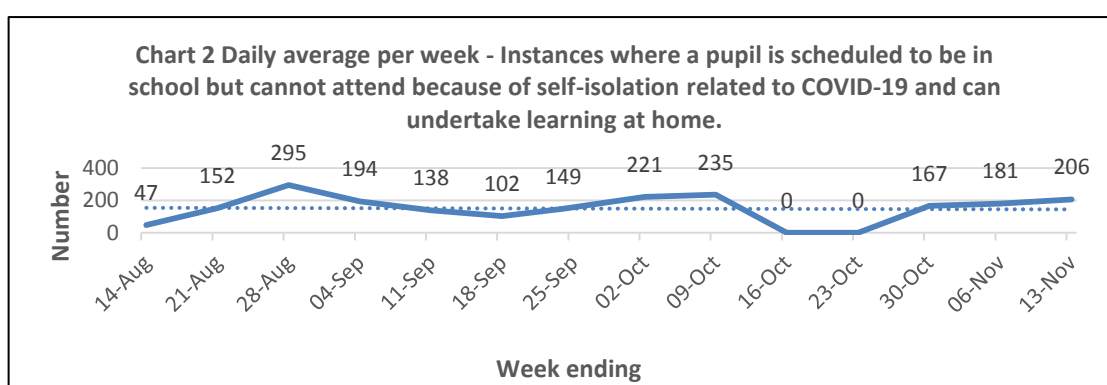 Chart 2 Daily average per week - Instances where a pupil is scheduled to be in
school but cannot attend because of self-isolation related to COVID-19 and can
undertake learning at home.
47 152 295 194 138 102 149 221 235 0 0 167 181 206
400
200
0
Number
14-Aug 21-Aug 28-Aug 04-Sep 11-Sep 18-Sep 25-Sep 02-Oct 09-Oct 16-Oct 23-Oct 30-Oct 06-Nov 13-Nov
Week ending